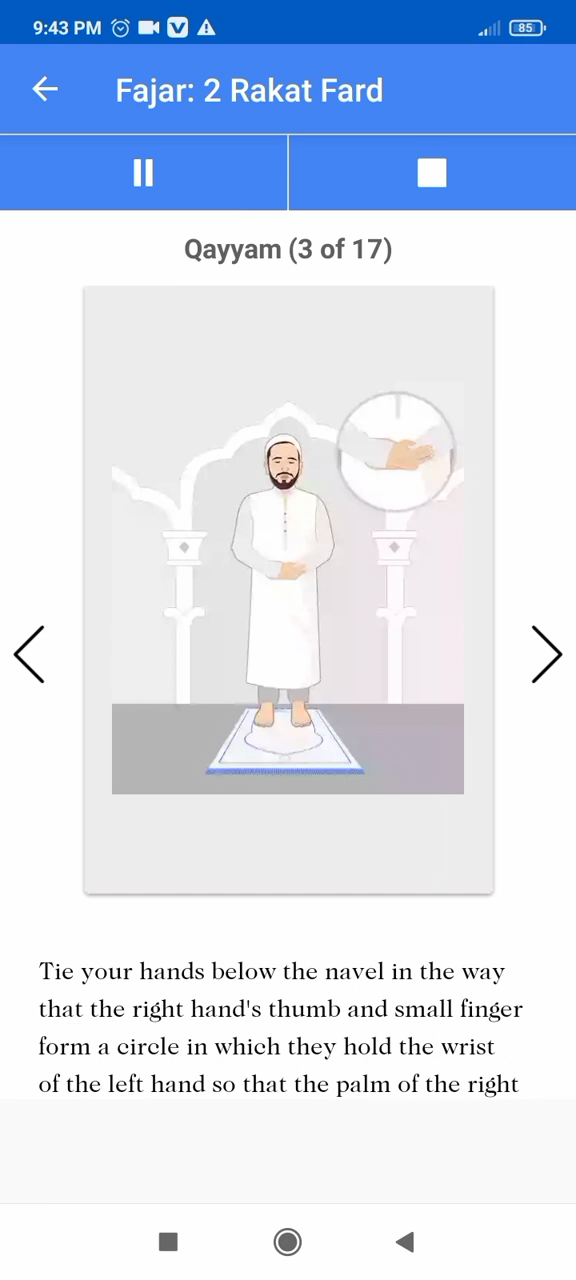 9:43 PM
85
Fajar: 2 Rakat Fard
Qayyam (3 of 17)
Tie your hands below the navel in the way
that the right hand's thumb and small finger
form a circle in which they hold the wrist
of the left hand so that the palm of the right